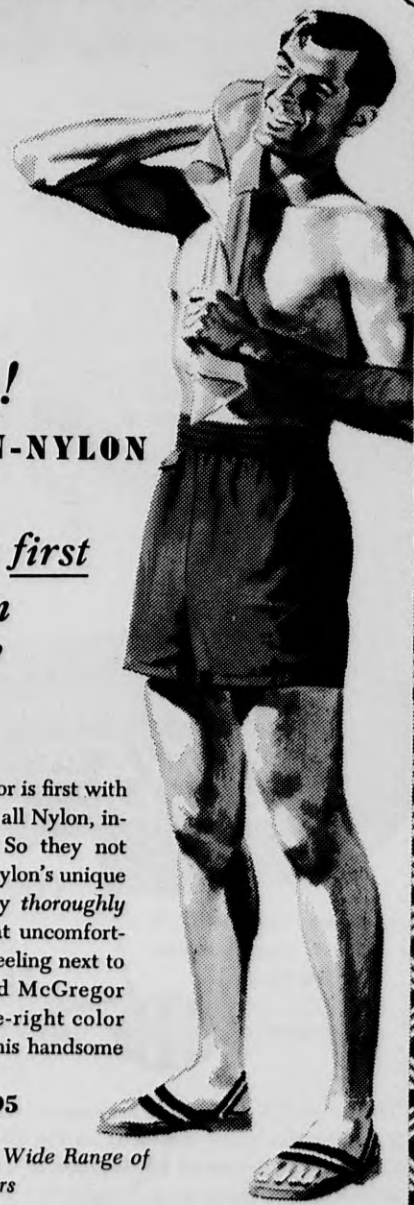 !
N-NYLON
first
n
or is first with
all Nylon, in-
So they not
ylon's unique
y thoroughly
at uncomfort-
eeling next to
d McGregor
e-right color
his handsome
95
Wide Range of
rs